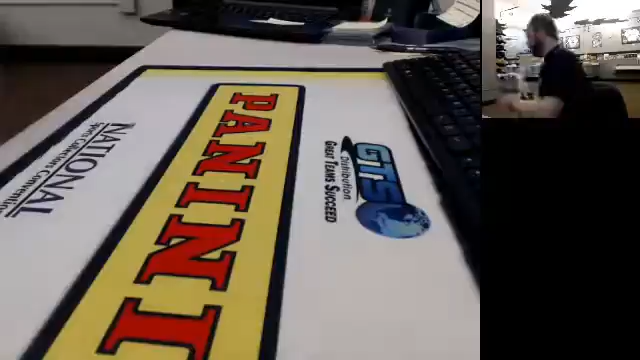 NATIONAL
Sports Collectors Convention
PANINI
GTS
Distribution
GREAT TEAMS SUCCEED